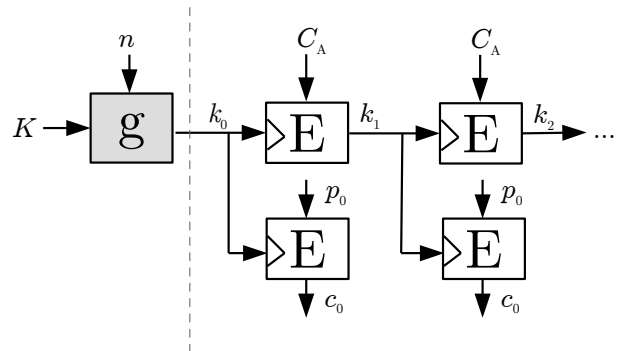 n C_A C_A
K g k_0 E k_1 E k_2 ...
p_0 p_0
E E
c_0 c_0